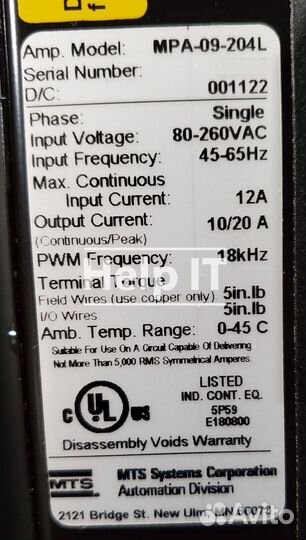 Amp. Model: MPA-09-204L
Serial Number:
D/C: 001122
Phase: Single
Input Voltage: 80-260VAC
Input Frequency: 45-65Hz
Max. Continuous
Input Current: 12A
Output Current: 10/20 A
(Continuous/Peak)
PWM Frequency: 18kHz
Help IT
Terminal Torque
Field Wires (use copper only) 5in.lb
I/O Wires 5in.lb
Amb. Temp. Range: 0-45 C
Suitable For Use On A Circuit Capable Of Delivering
Not More Than 5,000 RMS Symmetrical Amperes
c UL us
LISTED
IND. CONT. EQ.
5P59
E180800
Disassembly Voids Warranty
MTS
MTS Systems Corporation
Automation Division
2121 Bridge St. New Ulm,
Avito